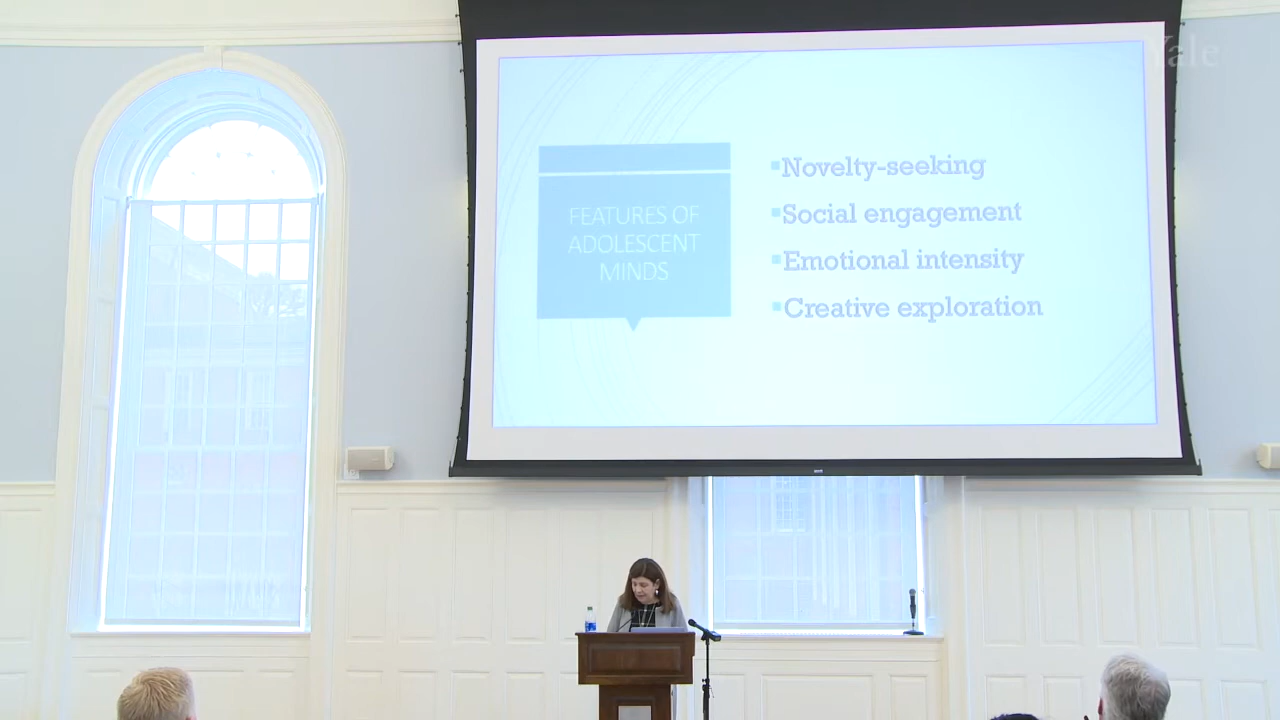 Yale
FEATURES OF
ADOLESCENT
MINDS
Novelty-seeking
Social engagement
Emotional intensity
Creative exploration